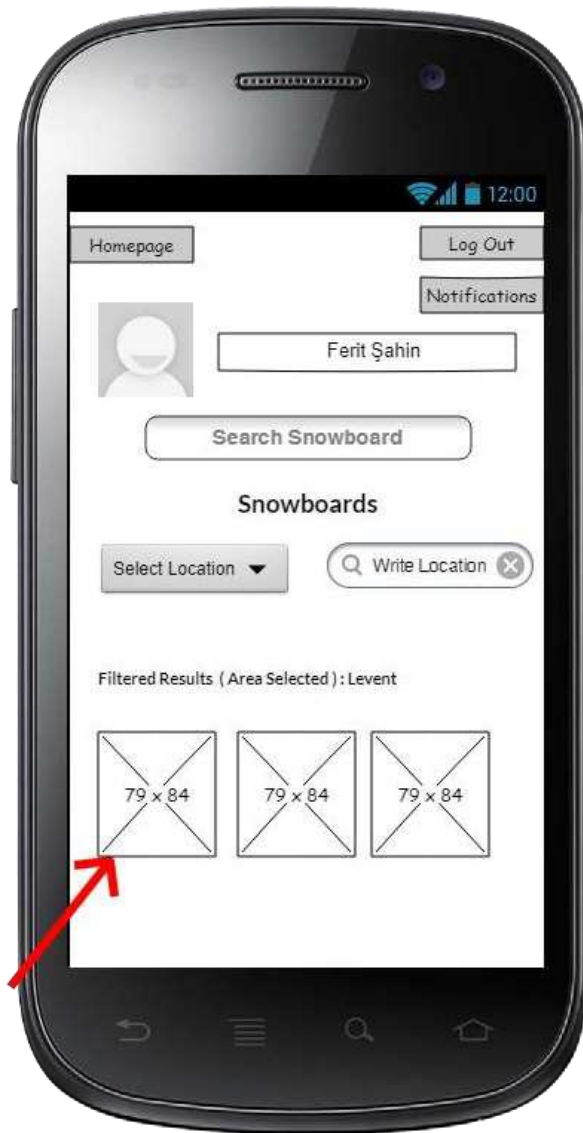 12:00
Homepage
Log Out
Notifications
Ferit Şahin
Search Snowboard
Snowboards
Select Location
Write Location
Filtered Results ( Area Selected ) : Levent
79 x 84
79 x 84
79 x 84